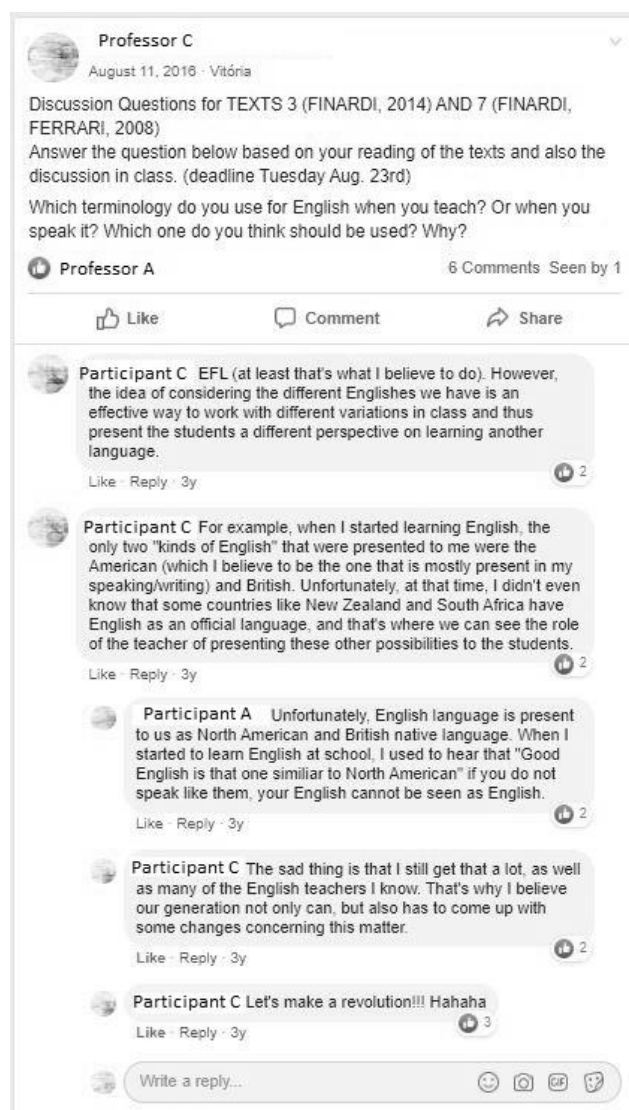 Professor C
August 11, 2016 · Vitória
Discussion Questions for TEXTS 3 (FINARDI, 2014) AND 7 (FINARDI,
FERRARI, 2008)
Answer the question below based on your reading of the texts and also the
discussion in class. (deadline Tuesday Aug. 23rd)
Which terminology do you use for English when you teach? Or when you
speak it? Which one do you think should be used? Why?
Professor A 6 Comments Seen by 1
Like Comment Share
Participant C EFL (at least that's what I believe to do). However,
the idea of considering the different Englishes we have is an
effective way to work with different variations in class and thus
present the students a different perspective on learning another
language.
2
Like · Reply · 3y
Participant C For example, when I started learning English, the
only two "kinds of English" that were presented to me were the
American (which I believe to be the one that is mostly present in my
speaking/writing) and British. Unfortunately, at that time, I didn't even
know that some countries like New Zealand and South Africa have
English as an official language, and that's where we can see the role
of the teacher of presenting these other possibilities to the students.
2
Like · Reply · 3y
Participant A Unfortunately, English language is present
to us as North American and British native language. When I
started to learn English at school, I used to hear that "Good
English is that one similiar to North American" if you do not
speak like them, your English cannot be seen as English.
2
Like · Reply · 3y
Participant C The sad thing is that I still get that a lot, as well
as many of the English teachers I know. That's why I believe
our generation not only can, but also has to come up with
some changes concerning this matter.
2
Like · Reply · 3y
Participant C Let's make a revolution!!! Hahaha
3
Like · Reply · 3y
Write a reply... GIF